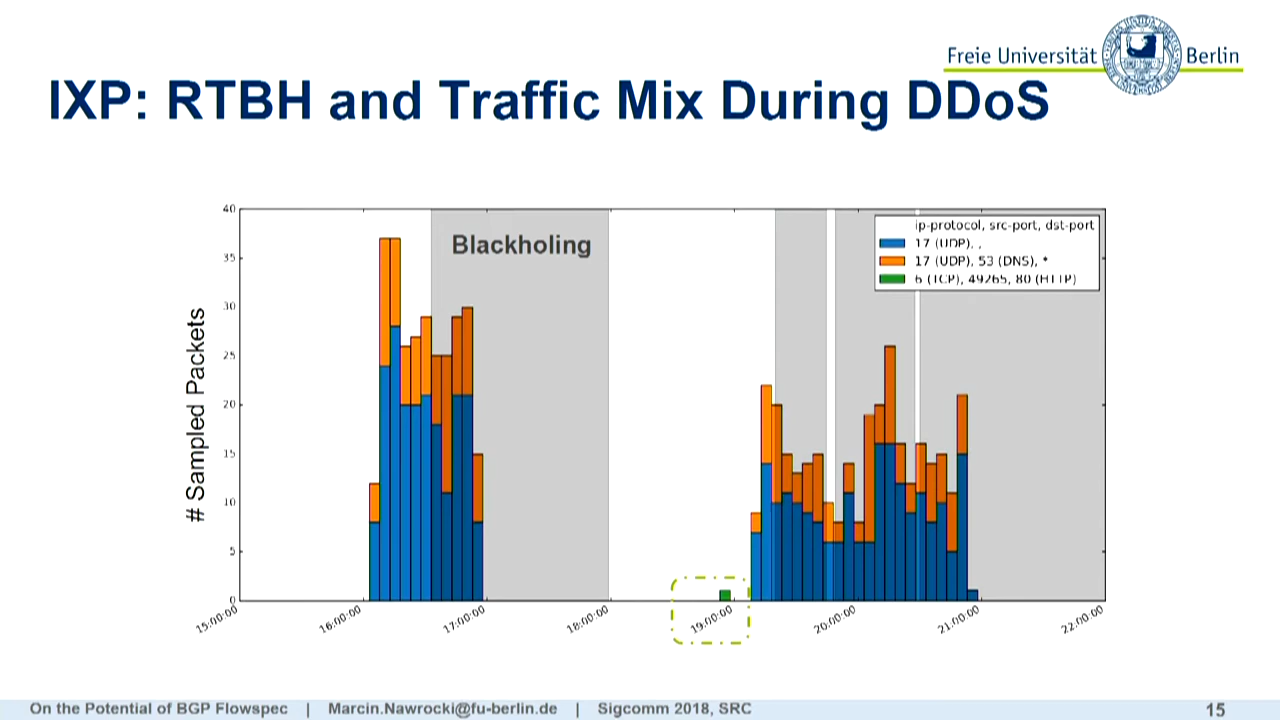 Freie Universität Berlin
IXP: RTBH and Traffic Mix During DDoS
# Sampled Packets
40
35
30
25
20
15
10
5
0
Blackholing
ip-protocol, src-port, dst-port
17 (UDP), ,
17 (UDP), 53 (DNS), *
6 (TCP), 49265, 80 (HTTP)
15:00:00
16:00:00
17:00:00
18:00:00
19:00:00
20:00:00
21:00:00
22:00:00
On the Potential of BGP Flowspec | Marcin.Nawrocki@fu-berlin.de | Sigcomm 2018, SRC
15